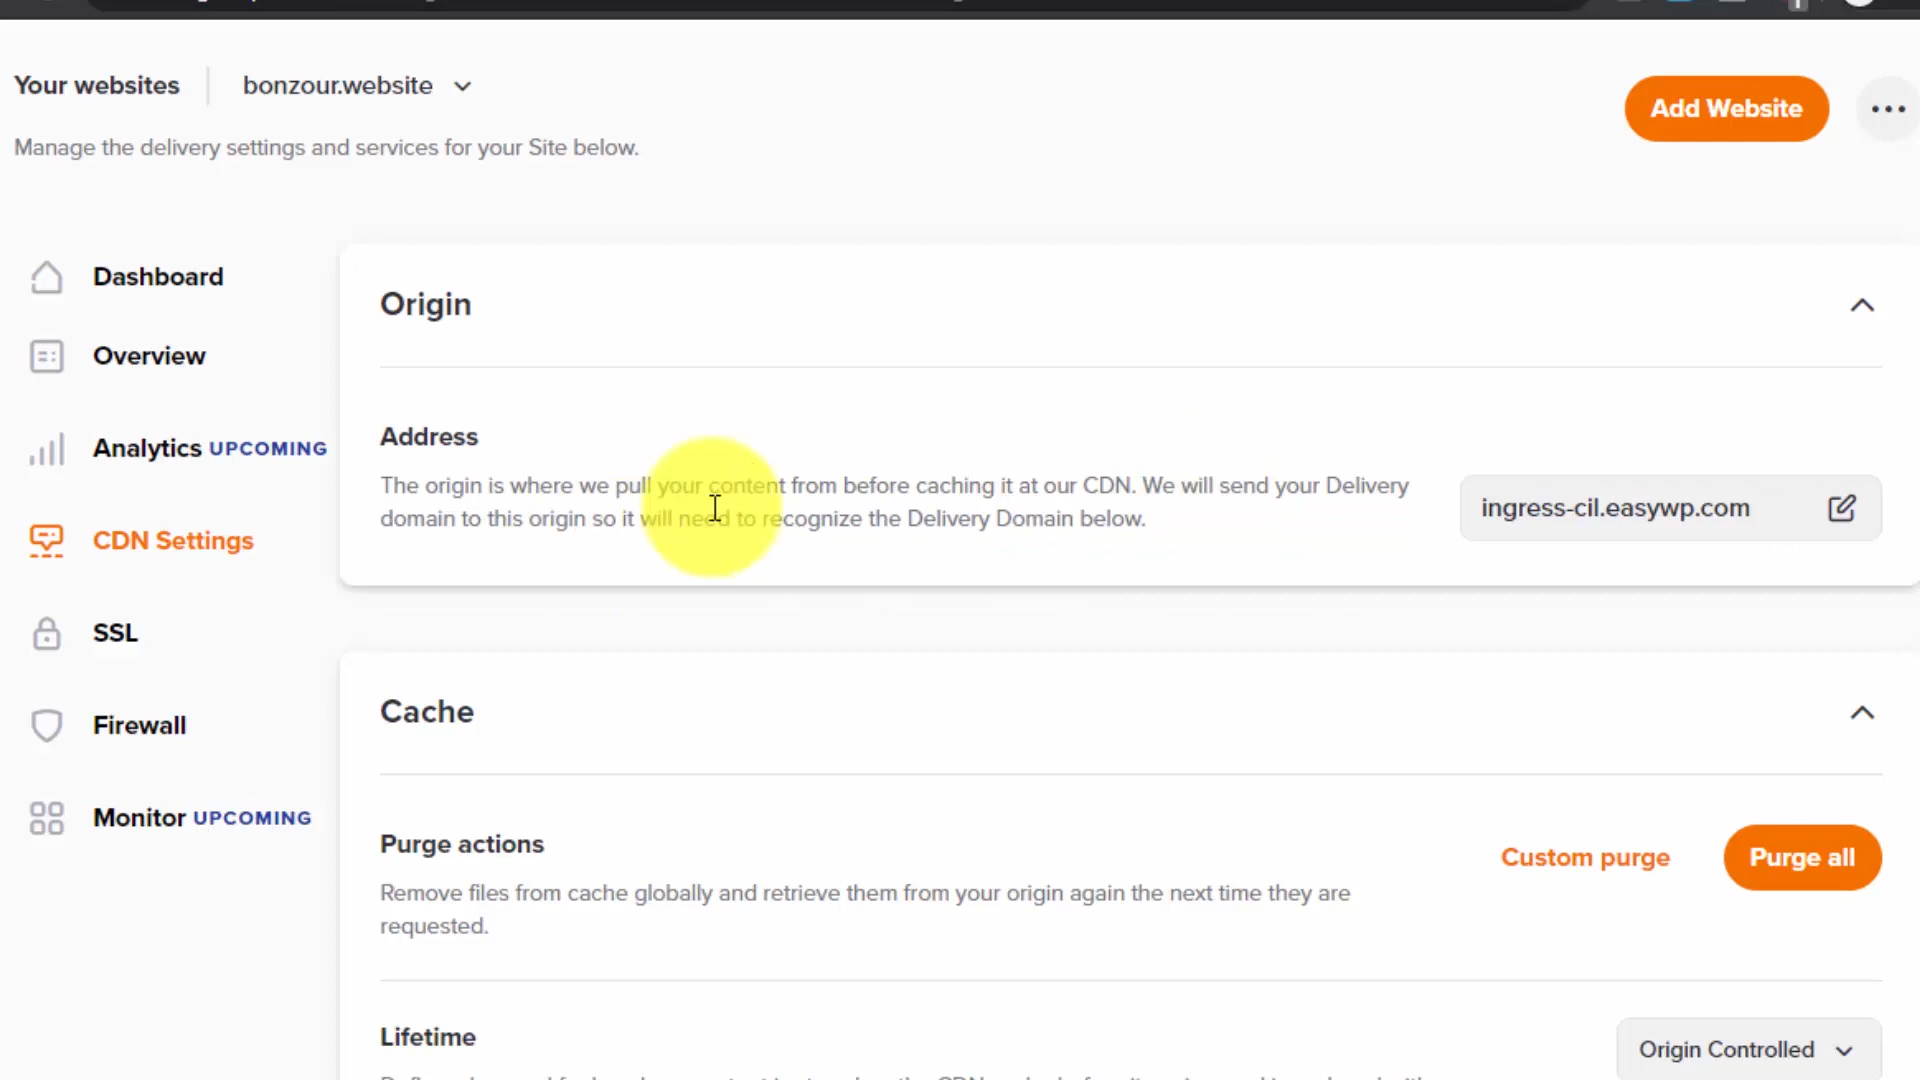 Your websites
bonzour.website
Add Website
Manage the delivery settings and services for your Site below.
Dashboard
Overview
Analytics UPCOMING
CDN Settings
SSL
Firewall
Monitor UPCOMING
Origin
Address
The origin is where we pull your content from before caching it at our CDN. We will send your Delivery
domain to this origin so it will need to recognize the Delivery Domain below.
ingress-cil.easywp.com
Cache
Purge actions
Remove files from cache globally and retrieve them from your origin again the next time they are
requested.
Custom purge
Purge all
Lifetime
Origin Controlled